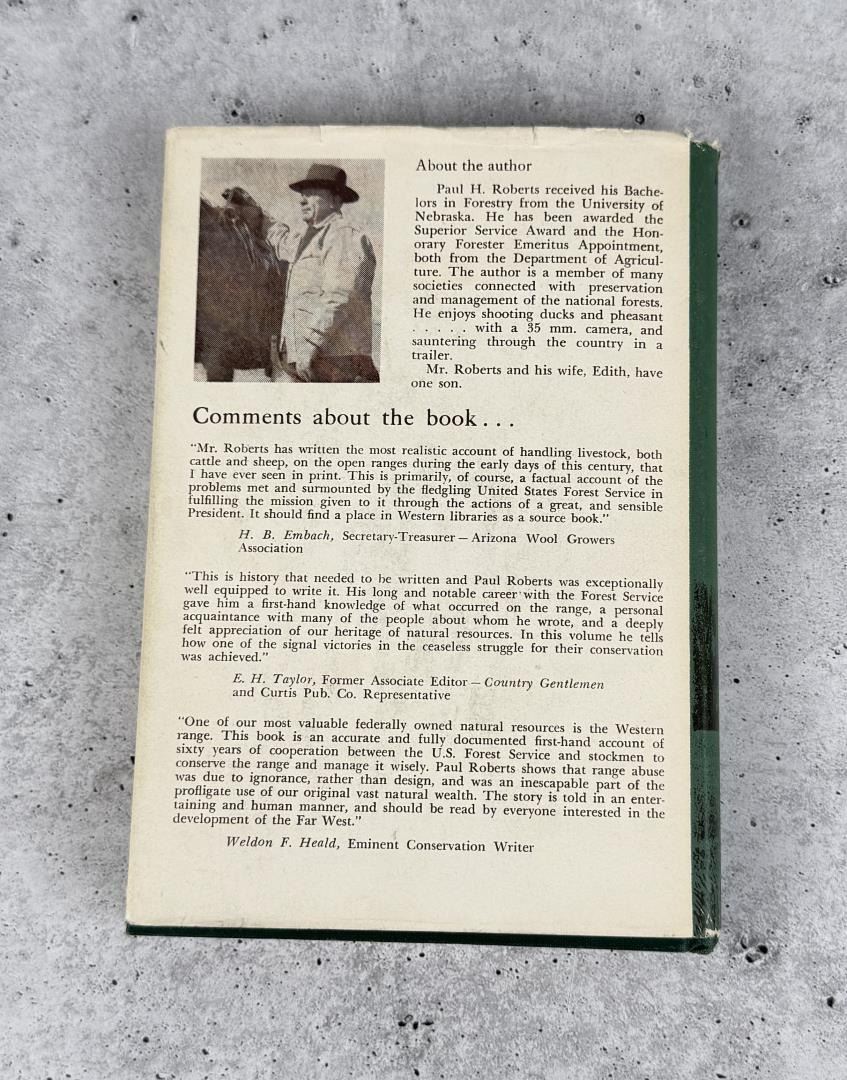 About the author
Paul H. Roberts received his Bache-
lors in Forestry from the University of
Nebraska. He has been awarded the
Superior Service Award and the Hon-
orary Forester Emeritus Appointment,
both from the Department of Agricul-
ture. The author is a member of many
societies connected with preservation
and management of the national forests.
He enjoys shooting ducks and pheasant
. . . . . with a 35 mm. camera, and
sauntering through the country in a
trailer.
Mr. Roberts and his wife, Edith, have
one son.
Comments about the book . . .
"Mr. Roberts has written the most realistic account of handling livestock, both
cattle and sheep, on the open ranges during the early days of this century, that
I have ever seen in print. This is primarily, of course, a factual account of the
problems met and surmounted by the fledgling United States Forest Service in
fulfilling the mission given to it through the actions of a great, and sensible
President. It should find a place in Western libraries as a source book."
H. B. Embach, Secretary-Treasurer — Arizona Wool Growers
Association
"This is history that needed to be written and Paul Roberts was exceptionally
well equipped to write it. His long and notable career with the Forest Service
gave him a first-hand knowledge of what occurred on the range, a personal
acquaintance with many of the people about whom he wrote, and a deeply
felt appreciation of our heritage of natural resources. In this volume he tells
how one of the signal victories in the ceaseless struggle for their conservation
was achieved."
E. H. Taylor, Former Associate Editor — Country Gentlemen
and Curtis Pub. Co. Representative
"One of our most valuable federally owned natural resources is the Western
range. This book is an accurate and fully documented first-hand account of
sixty years of cooperation between the U.S. Forest Service and stockmen to
conserve the range and manage it wisely. Paul Roberts shows that range abuse
was due to ignorance, rather than design, and was an inescapable part of the
profligate use of our original vast natural wealth. The story is told in an enter-
taining and human manner, and should be read by everyone interested in the
development of the Far West."
Weldon F. Heald, Eminent Conservation Writer